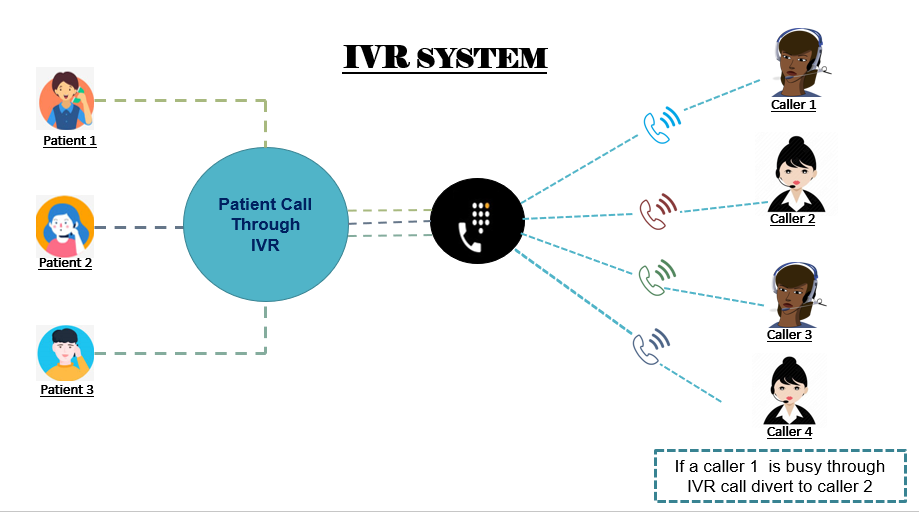 IVR SYSTEM
Patient 1
Patient 2
Patient 3
Patient Call
Through
IVR
Caller 1
Caller 2
Caller 3
Caller 4
If a caller 1  is busy through
IVR call divert to caller 2